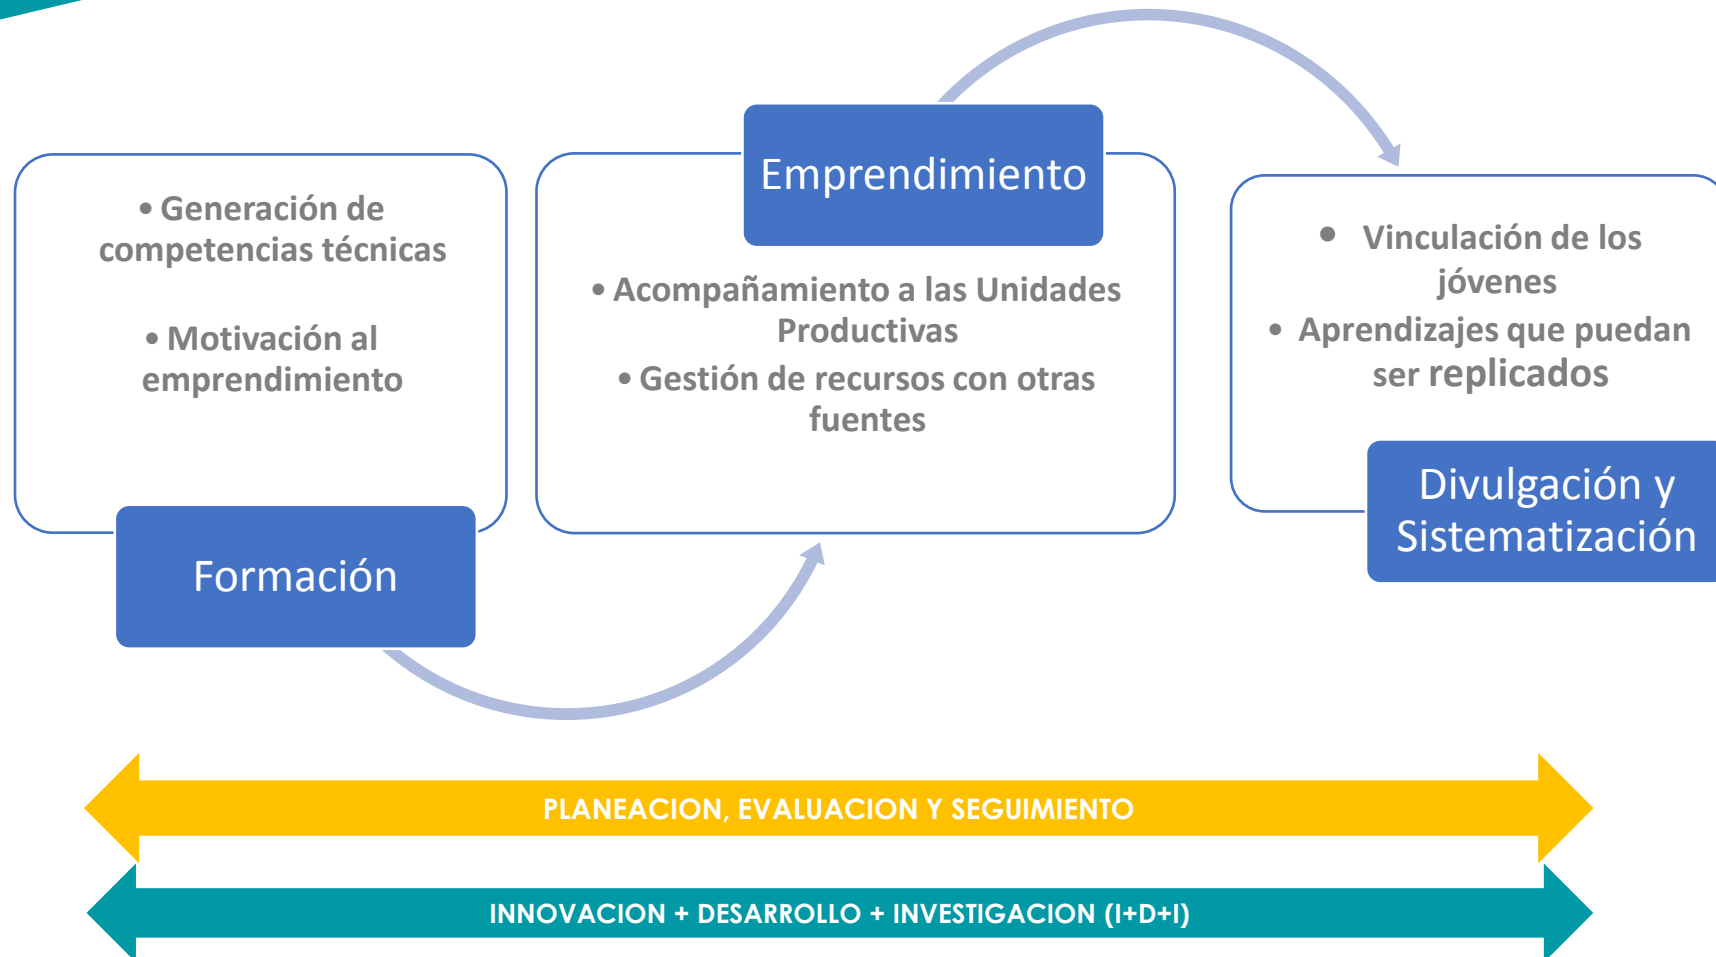 • Generación de
competencias técnicas
• Motivación al
emprendimiento
Formación
Emprendimiento
• Acompañamiento a las Unidades
Productivas
• Gestión de recursos con otras
fuentes
• Vinculación de los
jóvenes
• Aprendizajes que puedan
ser replicados
Divulgación y
Sistematización
PLANEACION, EVALUACION Y SEGUIMIENTO
INNOVACION + DESARROLLO + INVESTIGACION (I+D+I)